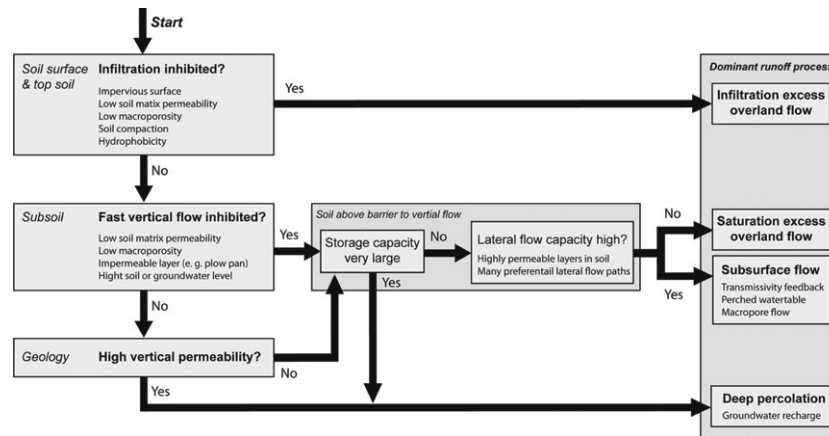 Start
Soil surface
& top soil
Infiltration inhibited?
Impervious surface
Low soil matix permeability
Low macroporosity
Soil compaction
Hydrophobicity
Yes
No
Dominant runoff process
Infiltration excess
overland flow
Subsoil
Fast vertical flow inhibited?
Low soil matrix permeability
Low macroporosity
Impermeable layer (e. g. plow pan)
Hight soil or groundwater level
Yes
No
Soil above barrier to vertial flow
Storage capacity
very large
No
Yes
Lateral flow capacity high?
Highly permeable layers in soil
Many preferentail lateral flow paths
No
Yes
Saturation excess
overland flow
Subsurface flow
Transmissivity feedback
Perched watertable
Macropore flow
Geology
High vertical permeability?
No
Yes
Deep percolation
Groundwater recharge